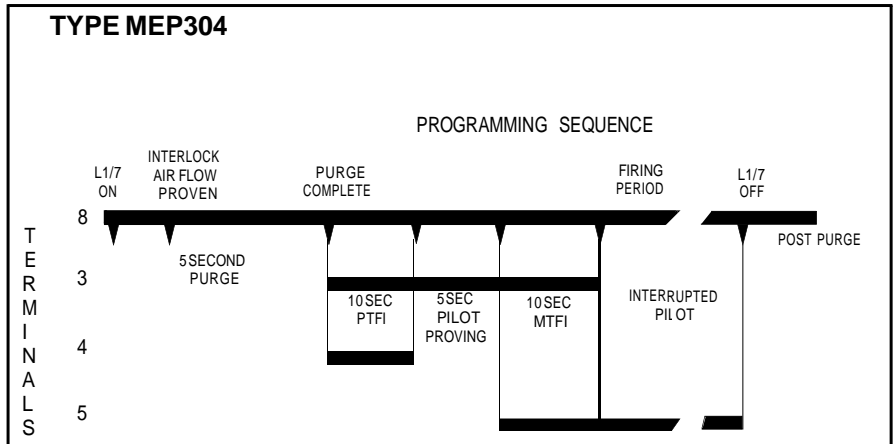 TYPE MEP304
PROGRAMMING SEQUENCE
L1/7
ON
INTERLOCK
AIR FLOW
PROVEN
PURGE
COMPLETE
FIRING
PERIOD
L1/7
OFF
8
POST PURGE
5 SECOND
PURGE
3
10 SEC
PTFI
5 SEC
PILOT
PROVING
10 SEC
MTFI
INTERRUPTED
PILOT
4
5
T
E
R
M
I
N
A
L
S